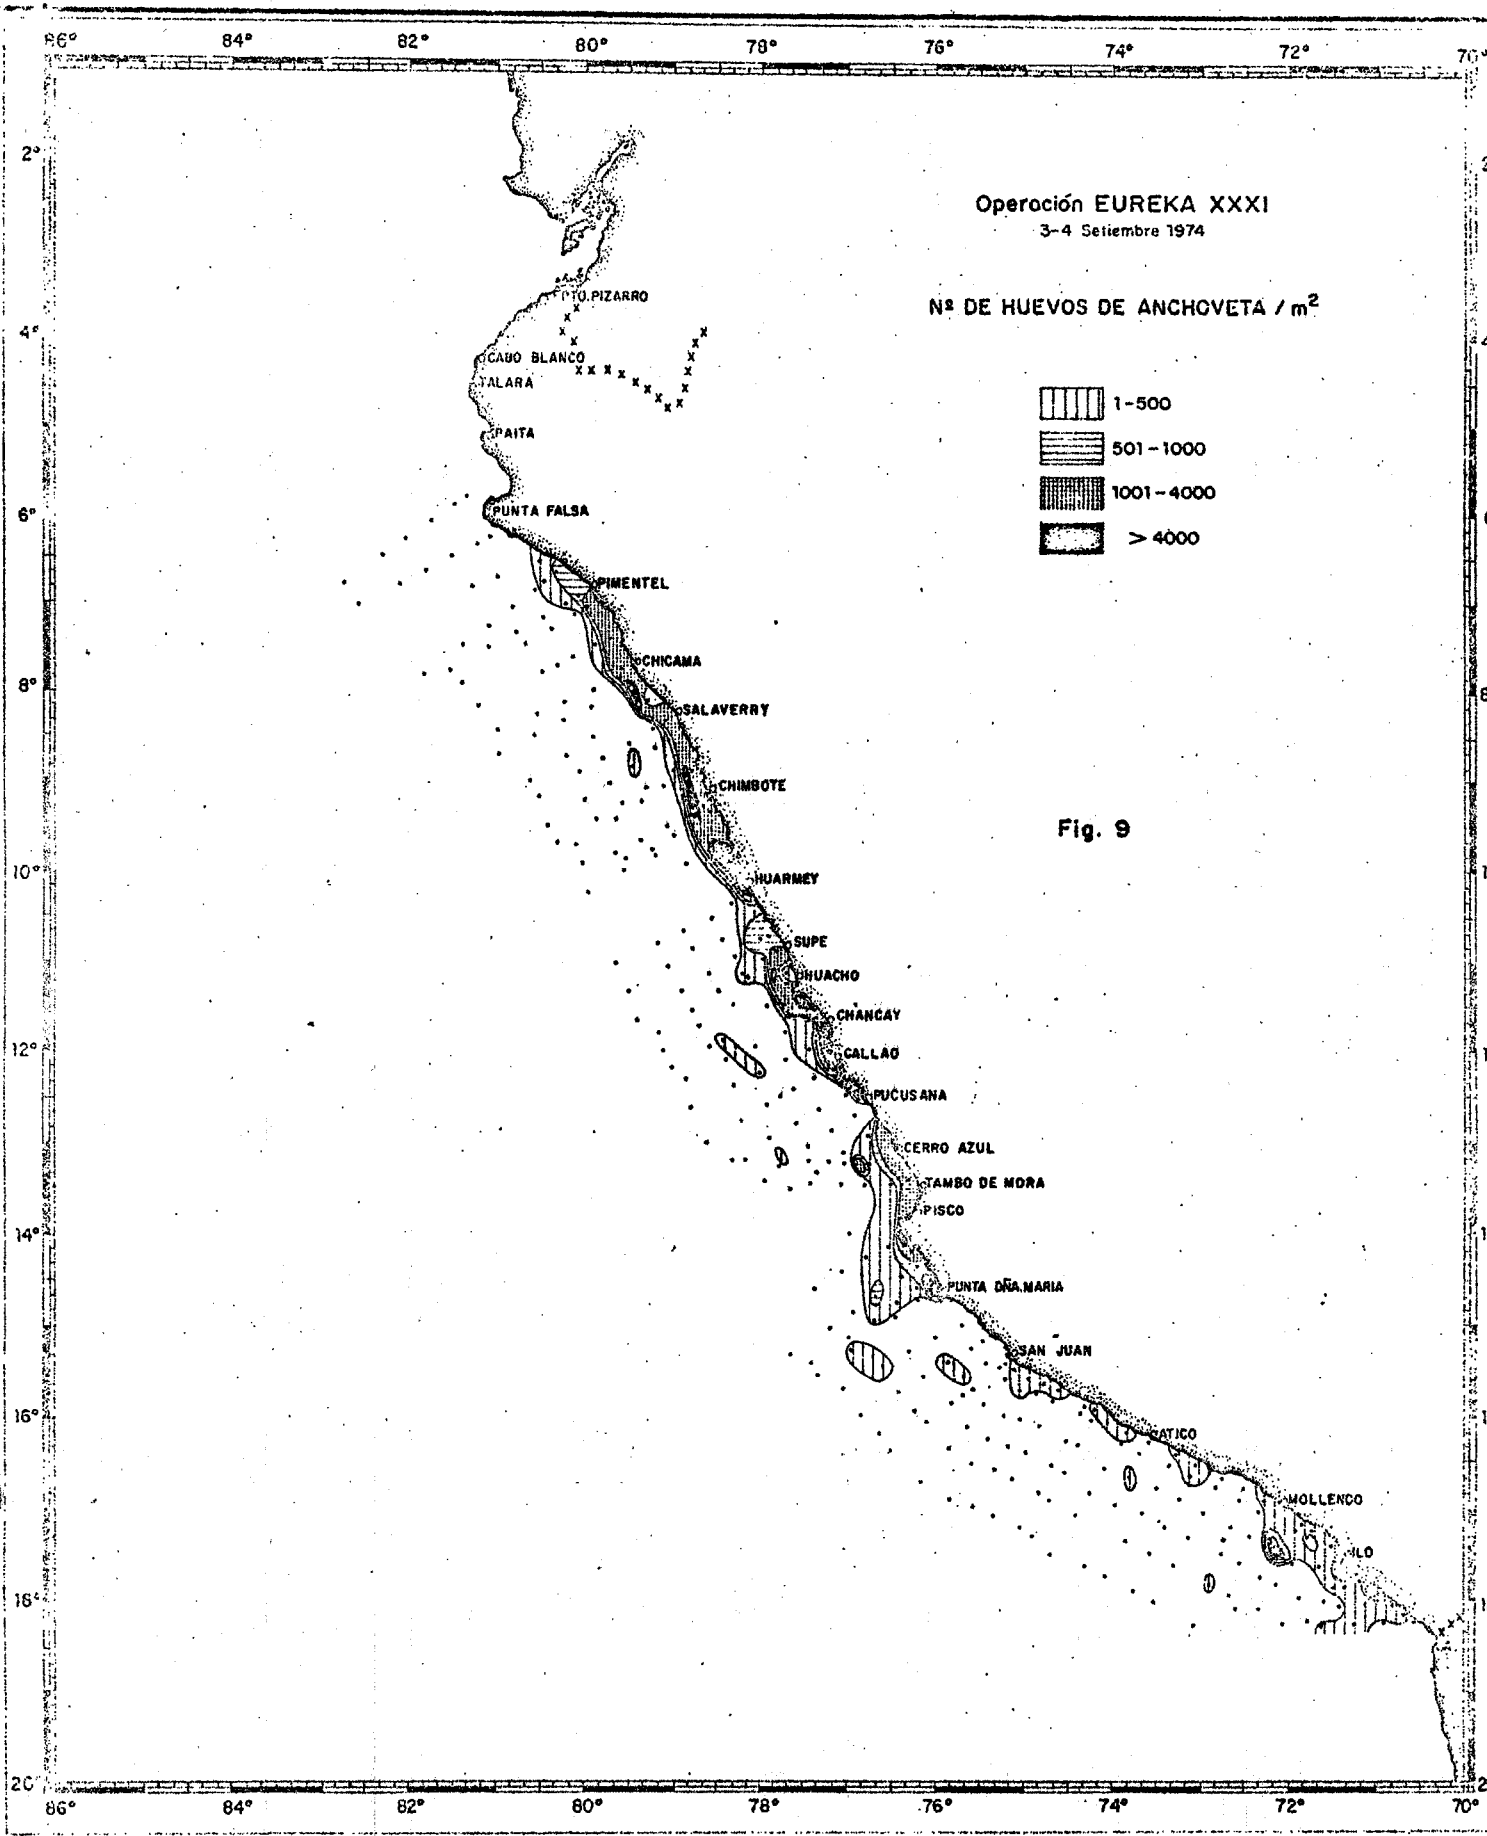 86° 84° 82° 80° 78° 76° 74° 72° 70°
2°
Operación EUREKA XXXI
3-4 Setiembre 1974
PTO. PIZARRO
Nº DE HUEVOS DE ANCHOVETA / m²
4°
CABO BLANCO
TALARA
1-500
PAITA
501-1000
1001-4000
6°
PUNTA FALSA
> 4000
PIMENTEL
CHICAMA
8°
SALAVERRY
CHIMBOTE
Fig. 9
10°
HUARMEY
SUPE
HUACHO
CHANCAY
12°
CALLAO
PUCUSANA
CERRO AZUL
TAMBO DE MORA
PISCO
14°
PUNTA DÑA. MARIA
SAN JUAN
16°
ATICO
MOLLENDO
ILO
18°
20°
86° 84° 82° 80° 78° 76° 74° 72° 70°